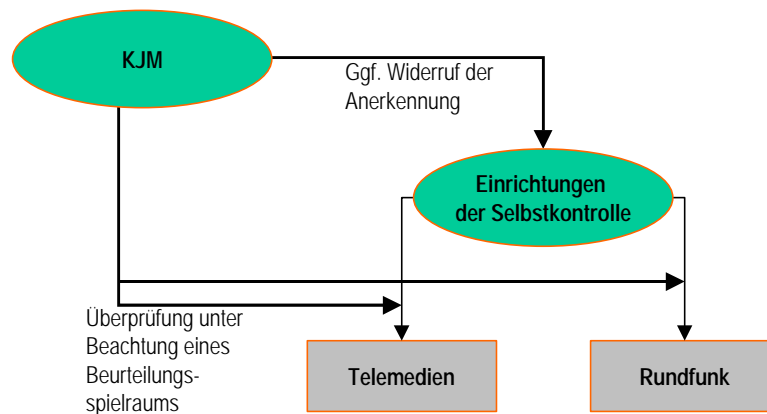 KJM
Ggf. Widerruf der
Anerkennung
Einrichtungen
der Selbstkontrolle
Überprüfung unter
Beachtung eines
Beurteilungs-
spielraums
Telemedien
Rundfunk